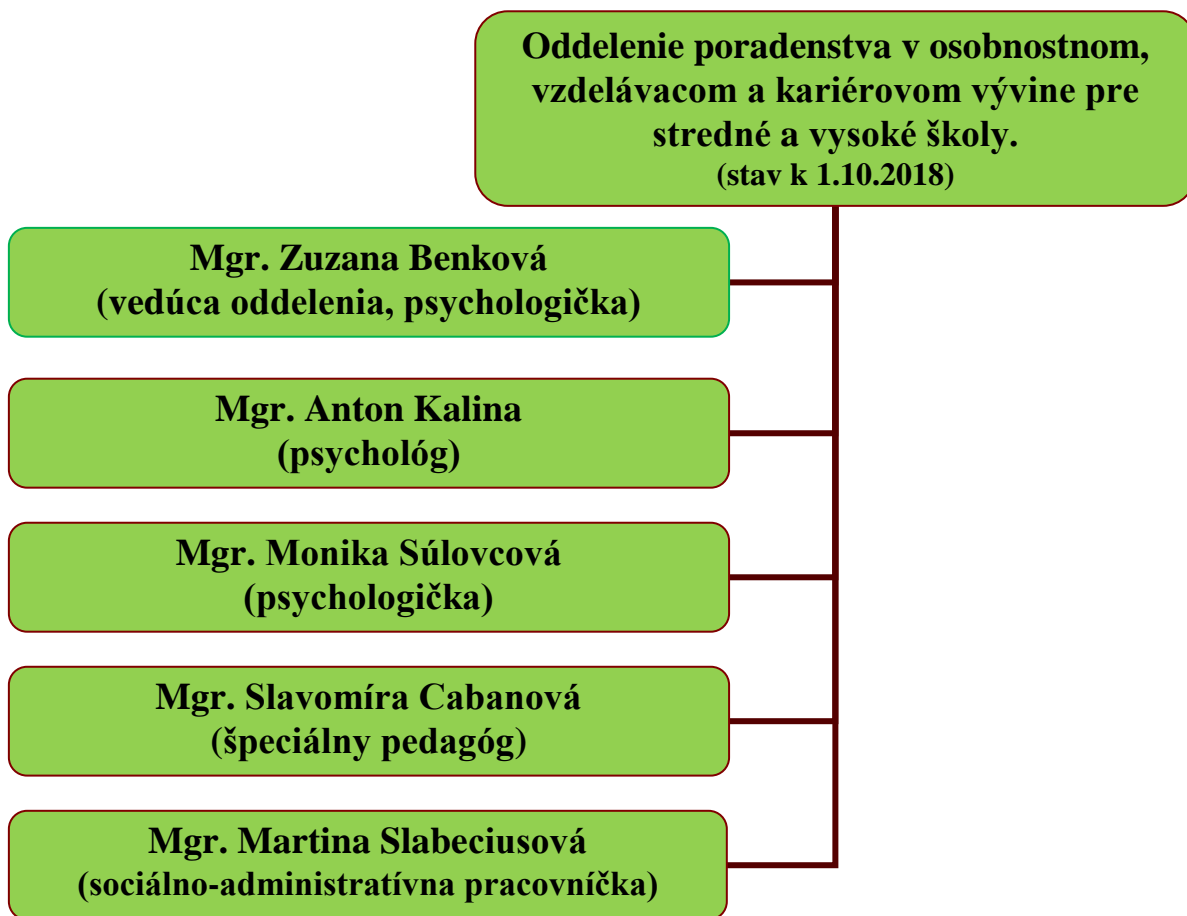 Oddelenie poradenstva v osobnostnom,
vzdelávacom a kariérovom vývine pre
stredné a vysoké školy.
(stav k 1.10.2018)
Mgr. Zuzana Benková
(vedúca oddelenia, psychologička)
Mgr. Anton Kalina
(psychológ)
Mgr. Monika Súlovcová
(psychologička)
Mgr. Slavomíra Cabanová
(špeciálny pedagóg)
Mgr. Martina Slabeciusová
(sociálno-administratívna pracovníčka)